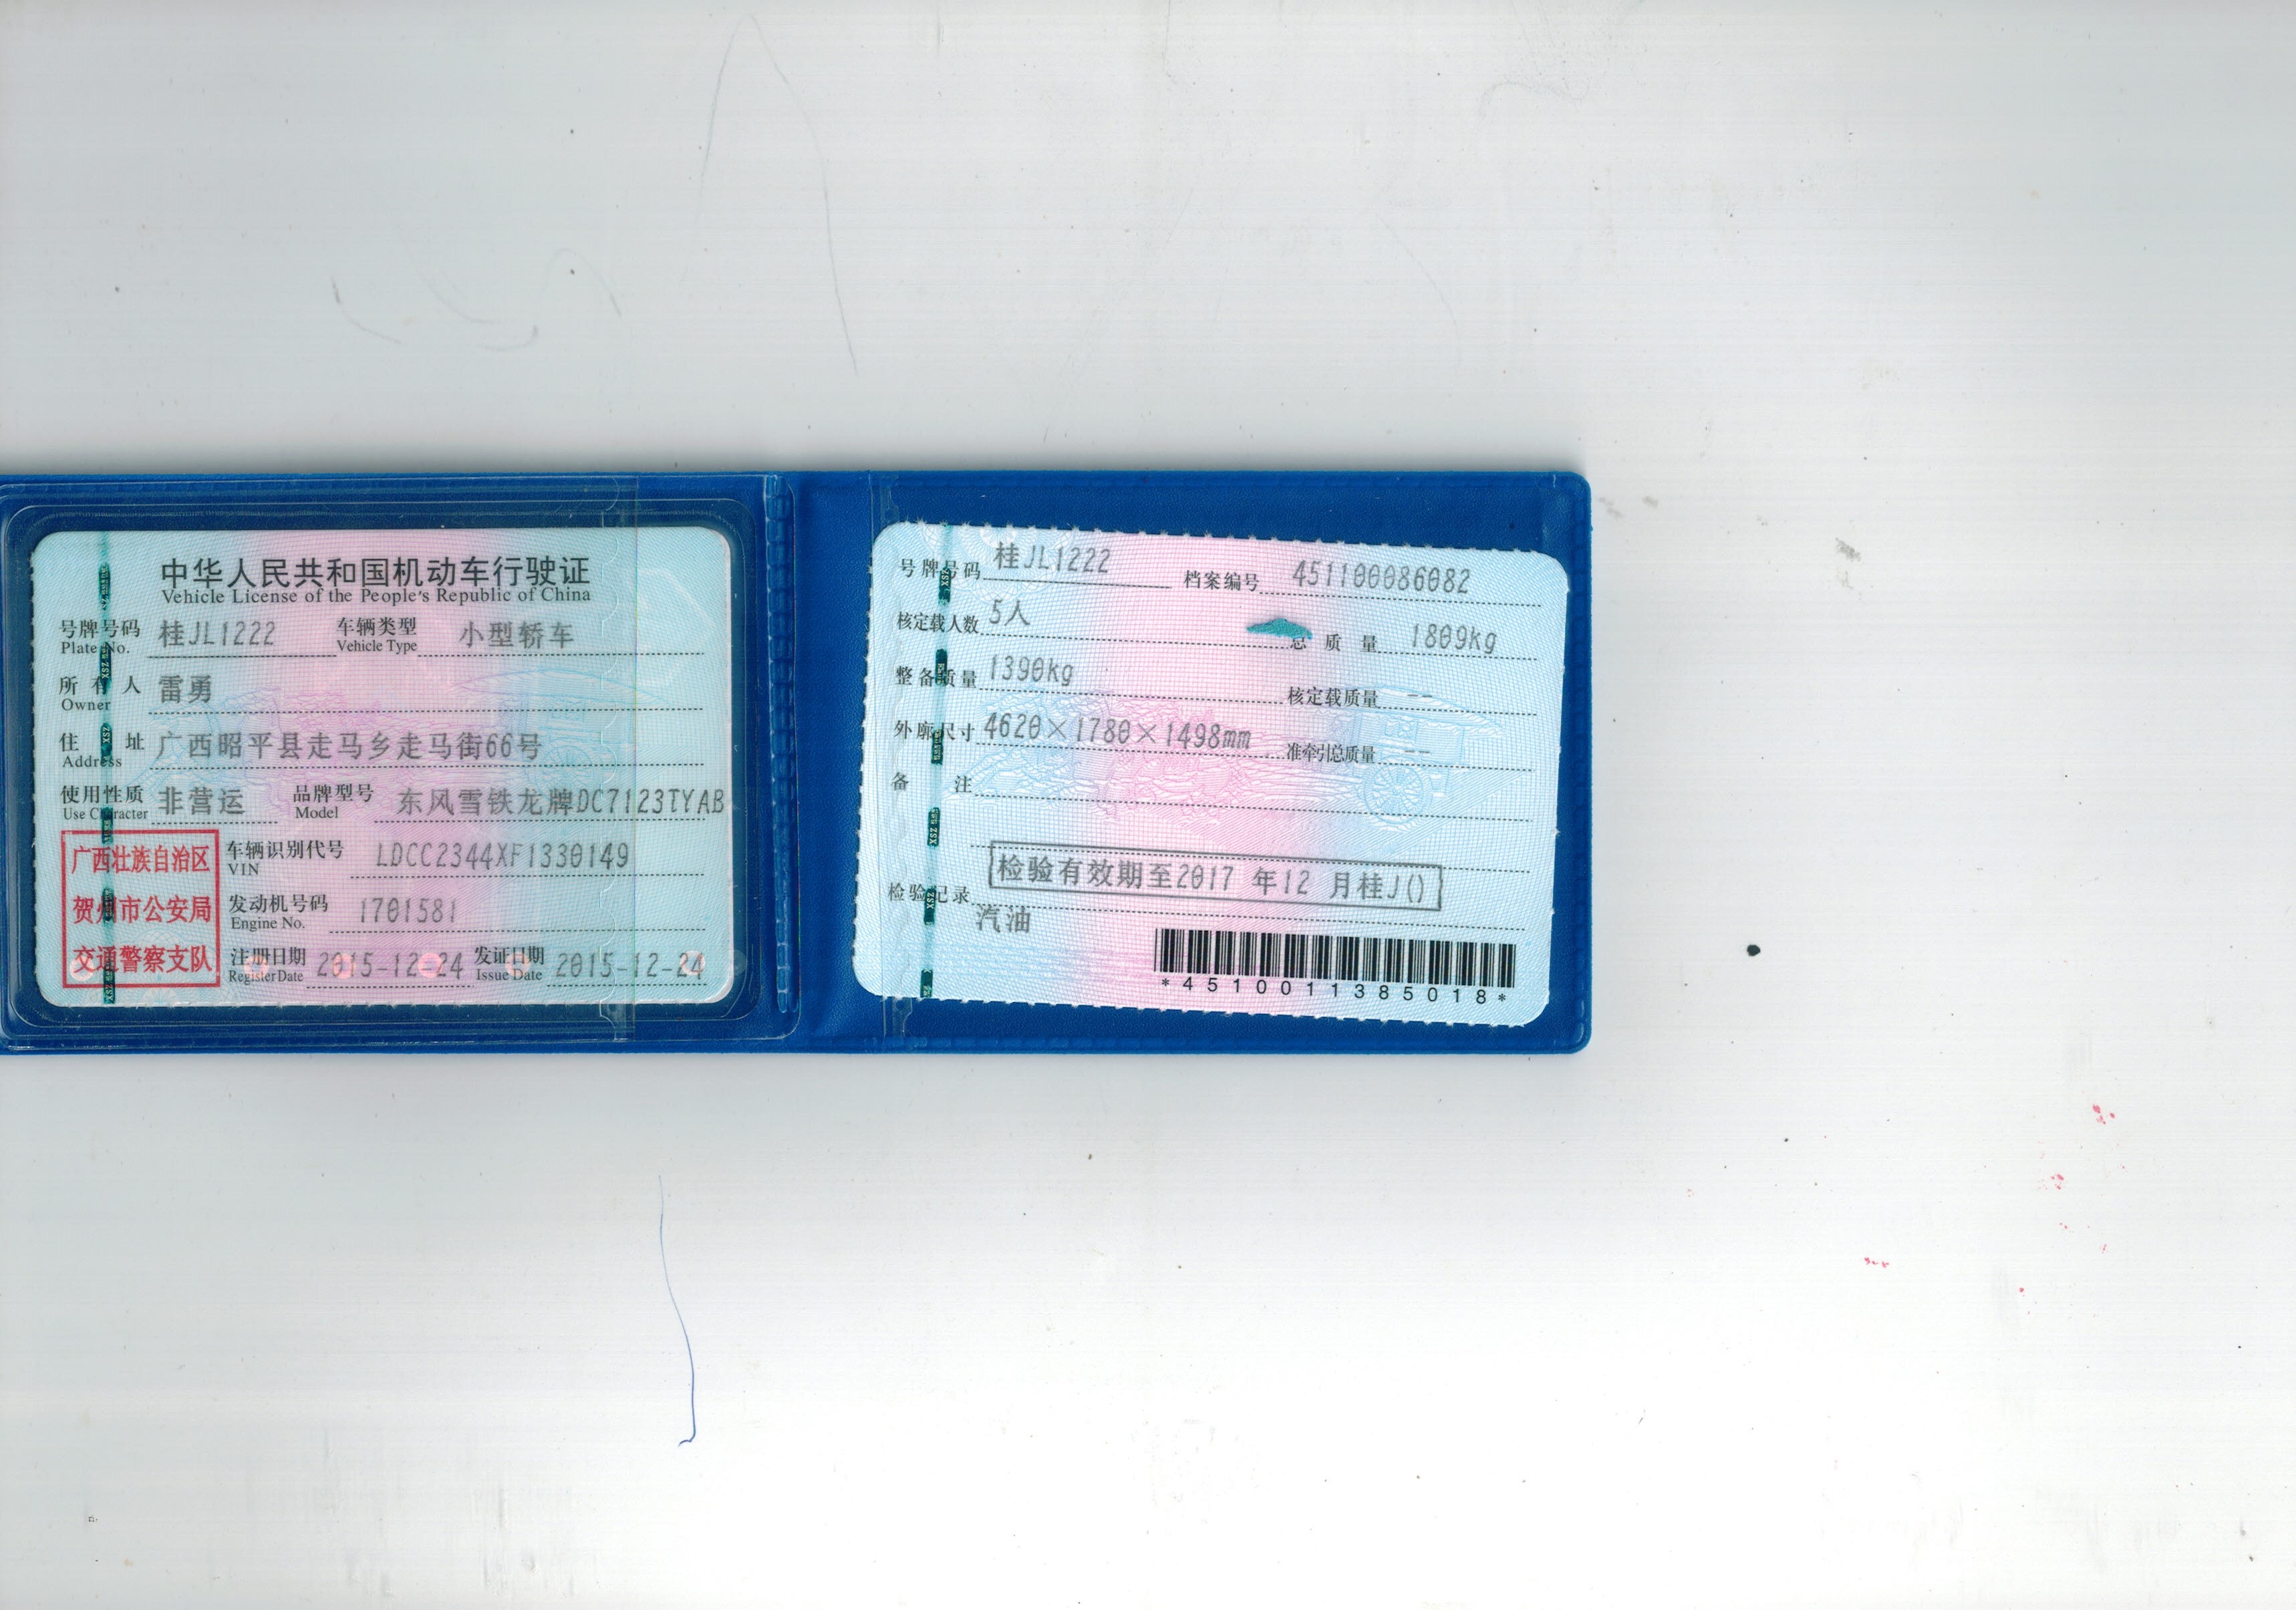 中华人民共和国机动车行驶证
Vehicle License of the People's Republic of China
号牌号码 桂JL1222 车辆类型 小型轿车
Plate No. Vehicle Type
所有人 雷勇
Owner
住址 广西昭平县走马乡走马街66号
Address
使用性质 非营运 品牌型号 东风雪铁龙牌DC7123TYAB
Use Character Model
广西壮族自治区
贺州市公安局
交通警察支队
车辆识别代号 LDCC2344XF1330149
VIN
发动机号码 1701581
Engine No.
注册日期 2015-12-24 发证日期 2015-12-24
Register Date Issue Date
号牌号码 桂JL1222 档案编号 451100086082
核定载人数 5人 总质量 1809kg
整备质量 1390kg 核定载质量 --
外廓尺寸 4620×1780×1498mm 准牵引总质量 --
备注
检验记录 检验有效期至2017 年12 月桂J()
汽油
*4510011385018*